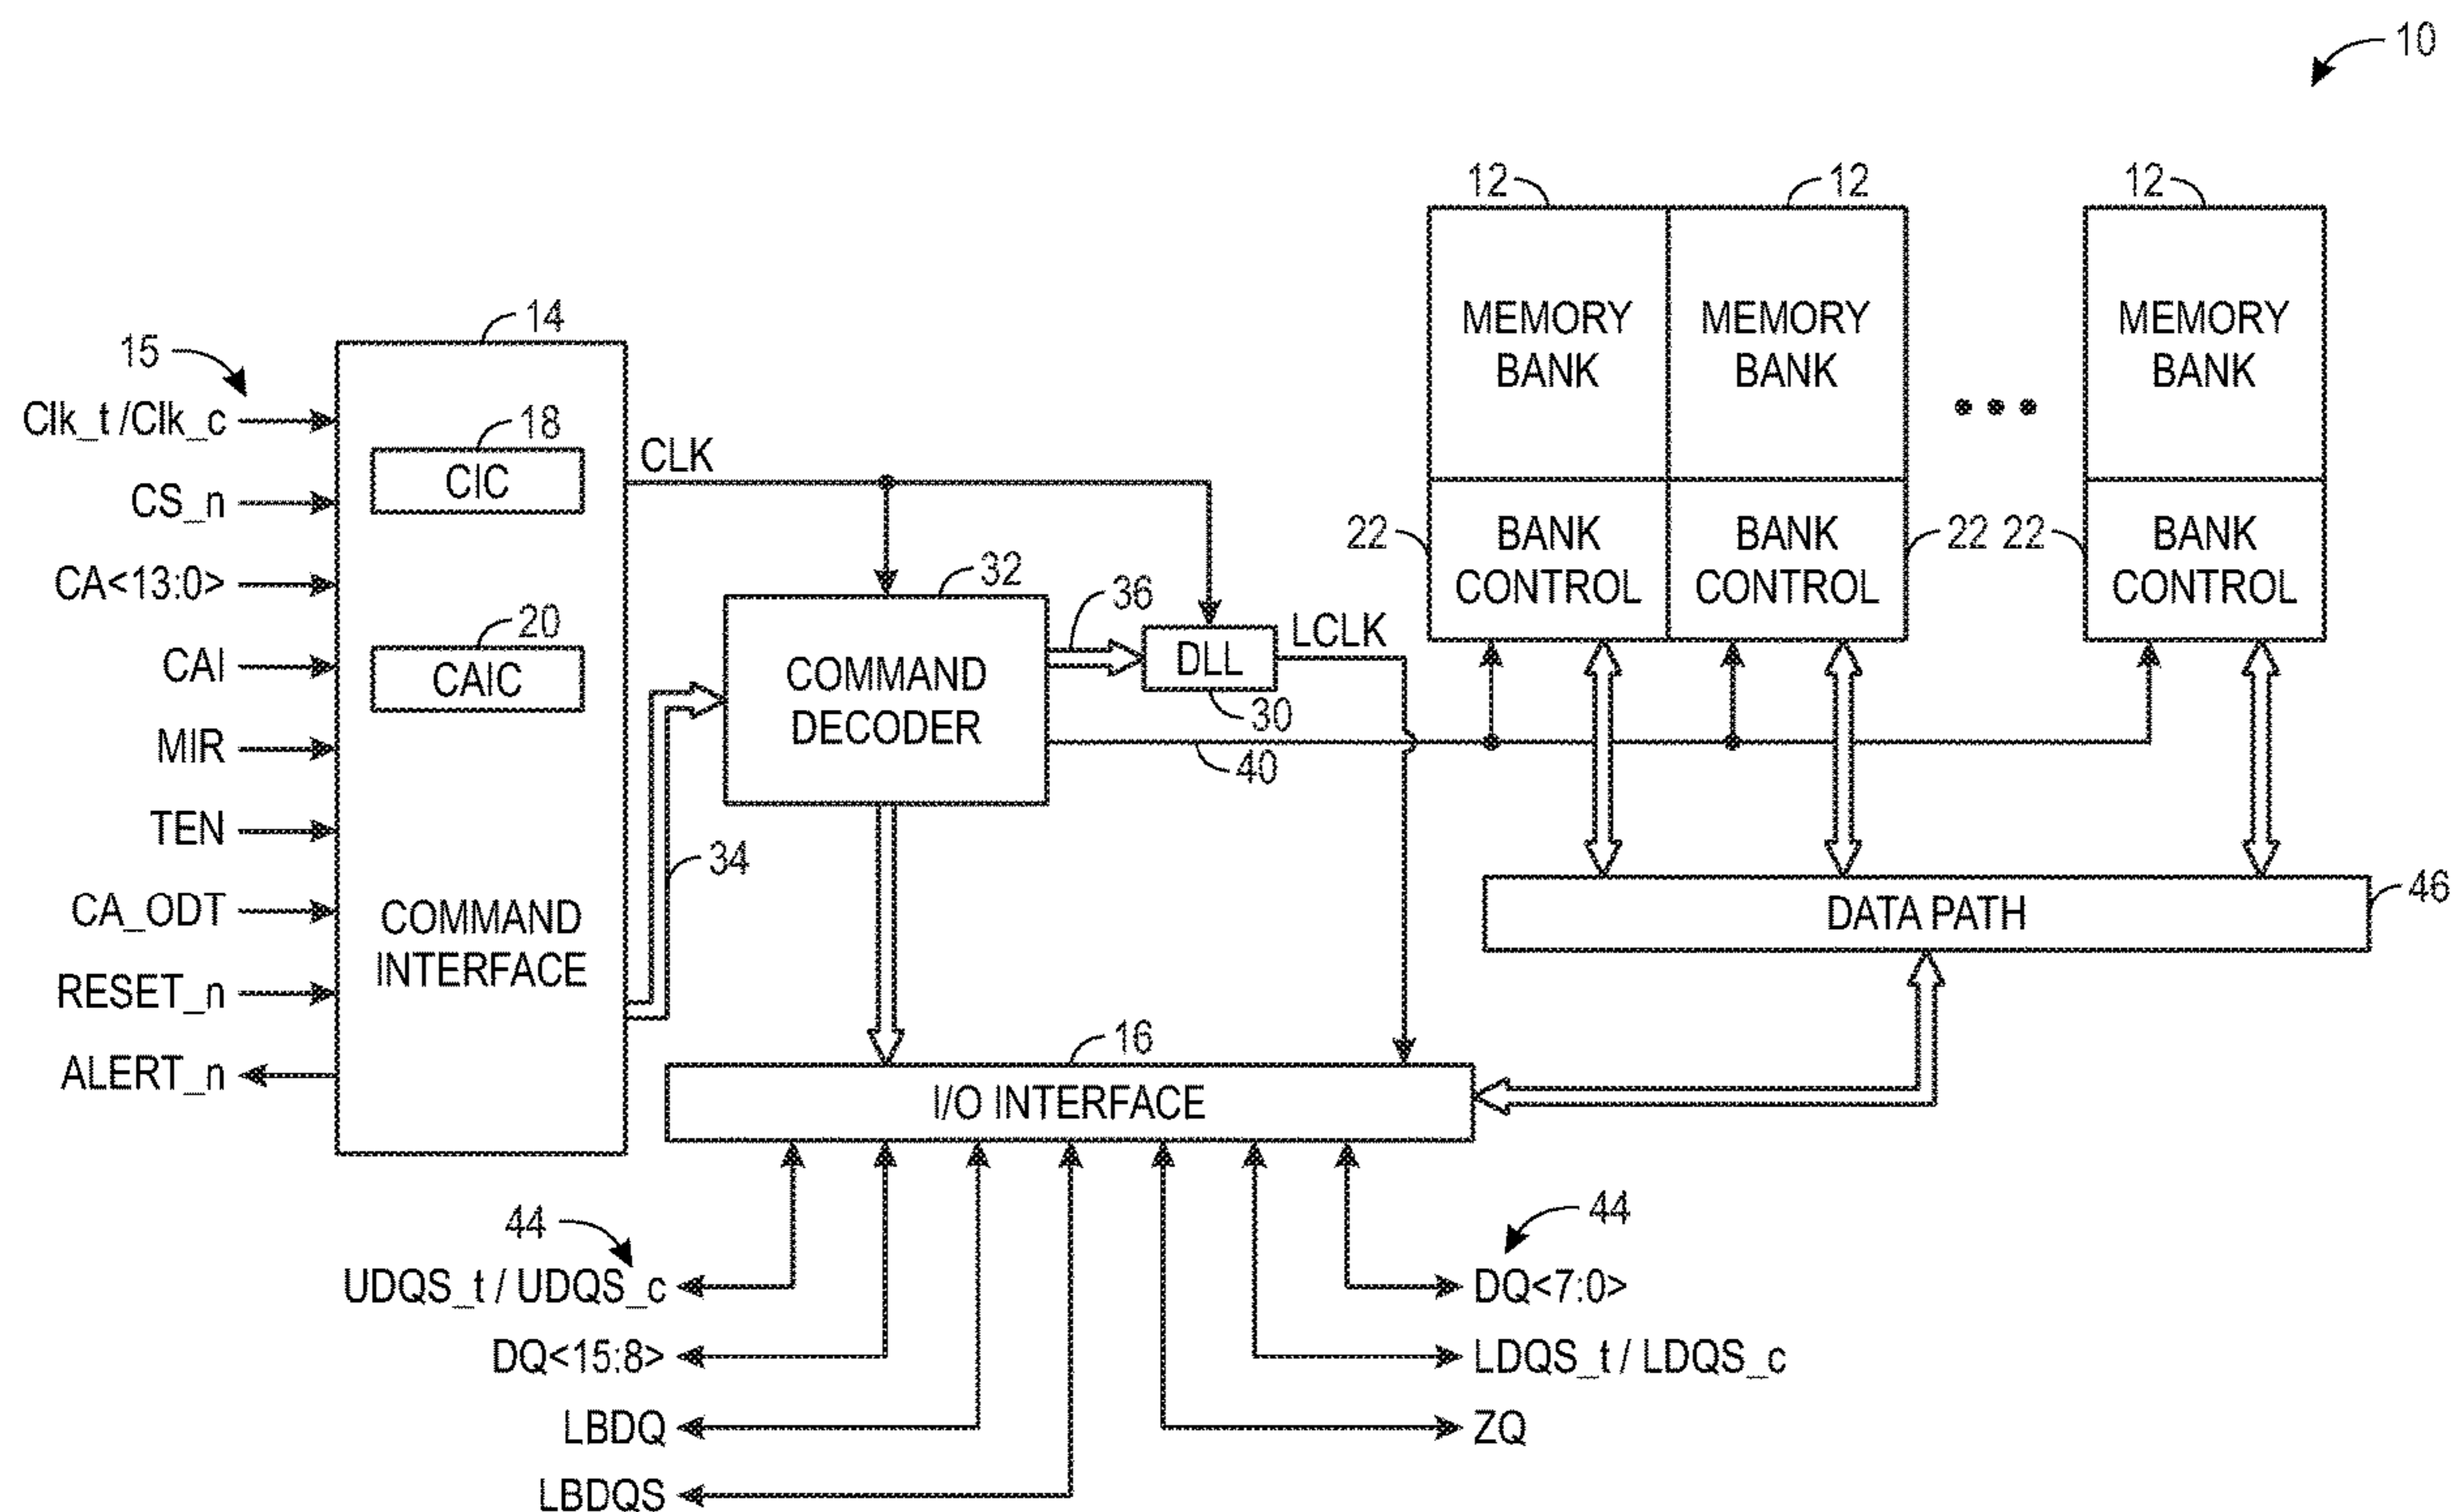 10
12
12
12
MEMORY BANK
MEMORY BANK
MEMORY BANK
22
BANK CONTROL
BANK CONTROL
22
22
BANK CONTROL
15
14
Clk_t /Clk_c
CS_n
CA<13:0>
CAI
MIR
TEN
CA_ODT
RESET_n
ALERT_n
18
CIC
20
CAIC
COMMAND
INTERFACE
CLK
32
COMMAND
DECODER
36
DLL
30
LCLK
40
34
DATA PATH
46
16
I/O INTERFACE
44
UDQS_t / UDQS_c
DQ<15:8>
LBDQ
LBDQS
44
DQ<7:0>
LDQS_t / LDQS_c
ZQ